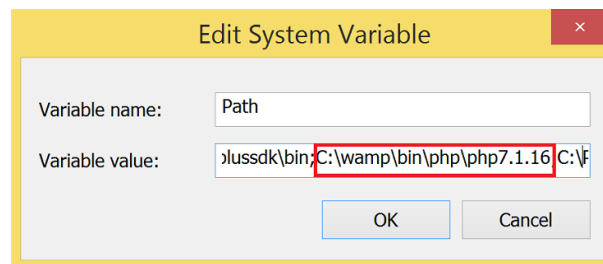 Edit System Variable
Variable name:
Path
Variable value:
plussdk\bin;C:\wamp\bin\php\php7.1.16;C:\P
OK
Cancel